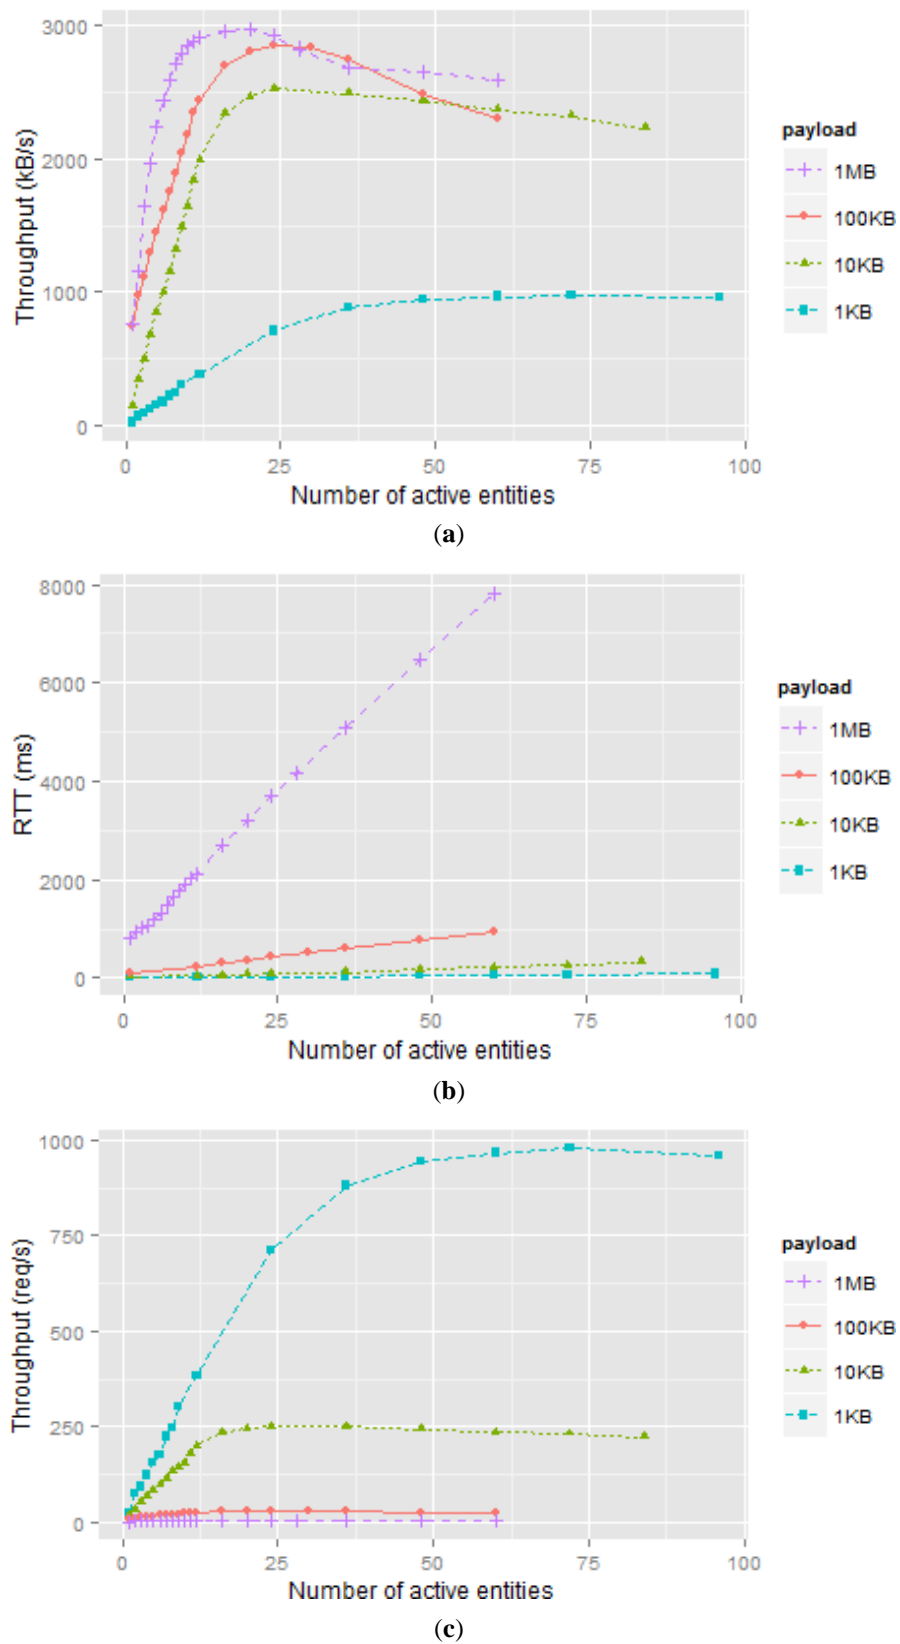 3000
2000
1000
0
Throughput (kB/s)
0 25 50 75 100
Number of active entities
payload
1MB
100KB
10KB
1KB
(a)
8000
6000
4000
2000
0
RTT (ms)
0 25 50 75 100
Number of active entities
payload
1MB
100KB
10KB
1KB
(b)
1000
750
500
250
0
Throughput (req/s)
0 25 50 75 100
Number of active entities
payload
1MB
100KB
10KB
1KB
(c)